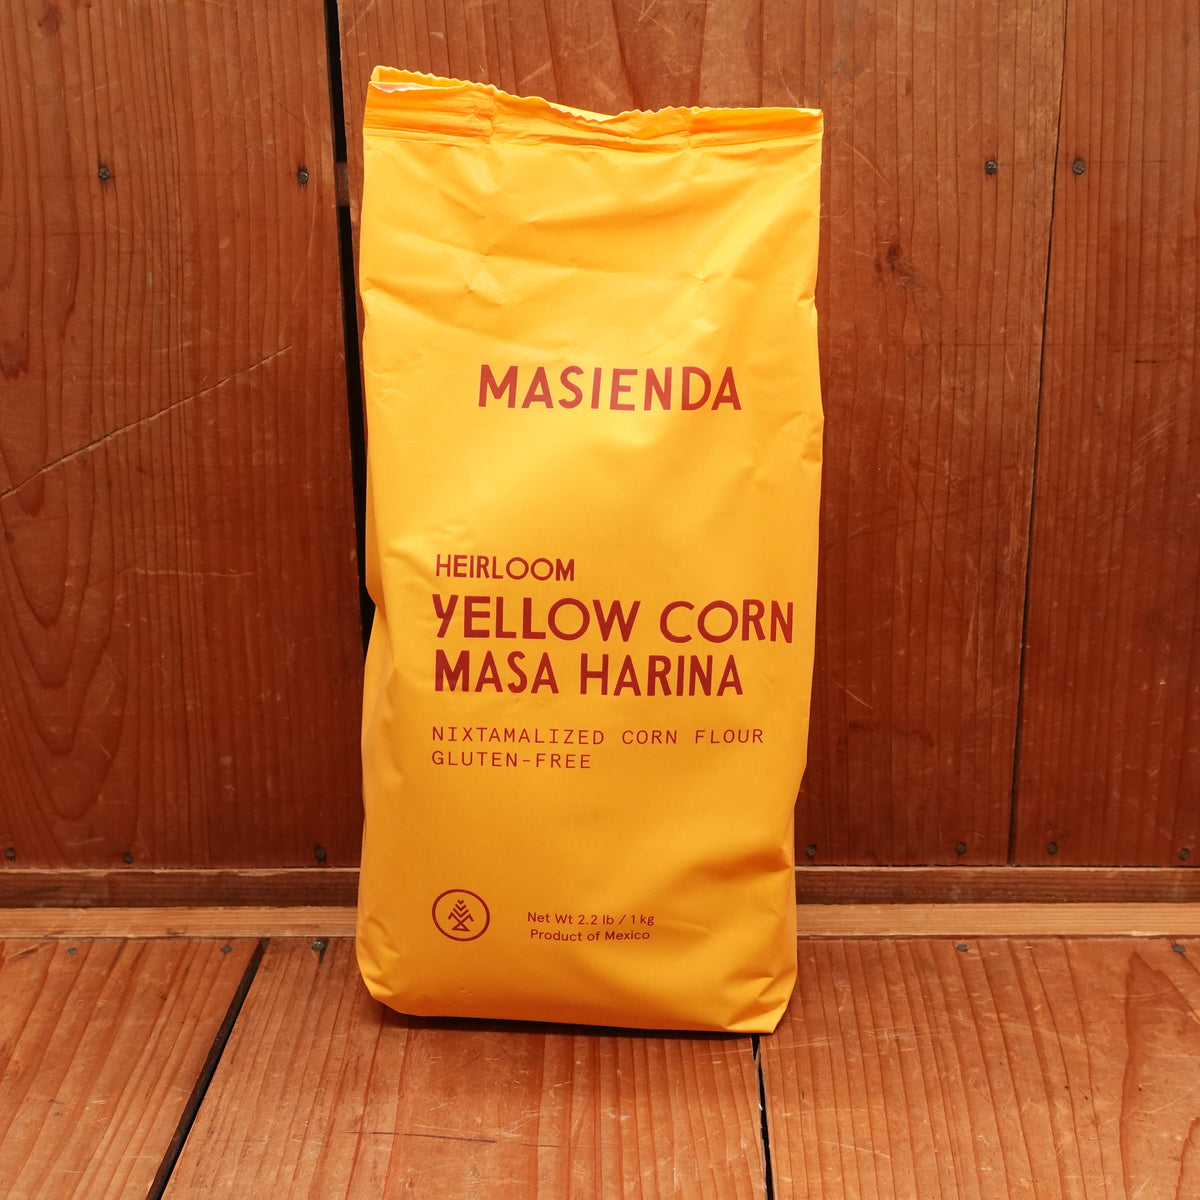 MASIENDA
HEIRLOOM
YELLOW CORN
MASA HARINA
NIXTAMALIZED CORN FLOUR
GLUTEN-FREE
Net Wt 2.2 lb / 1 kg
Product of Mexico